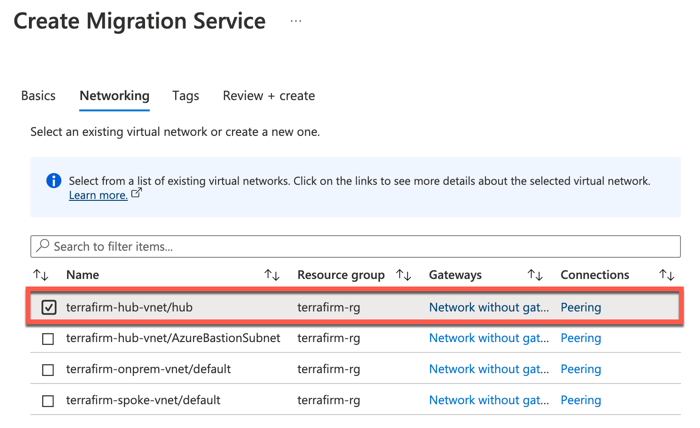 Create Migration Service ...
Basics Networking Tags Review + create
Select an existing virtual network or create a new one.
Select from a list of existing virtual networks. Click on the links to see more details about the selected virtual network.
Learn more.
Search to filter items...
Name Resource group Gateways Connections
terrafirm-hub-vnet/hub terrafirm-rg Network without gat... Peering
terrafirm-hub-vnet/AzureBastionSubnet terrafirm-rg Network without gat... Peering
terrafirm-onprem-vnet/default terrafirm-rg Network without gat... Peering
terrafirm-spoke-vnet/default terrafirm-rg Network without gat... Peering